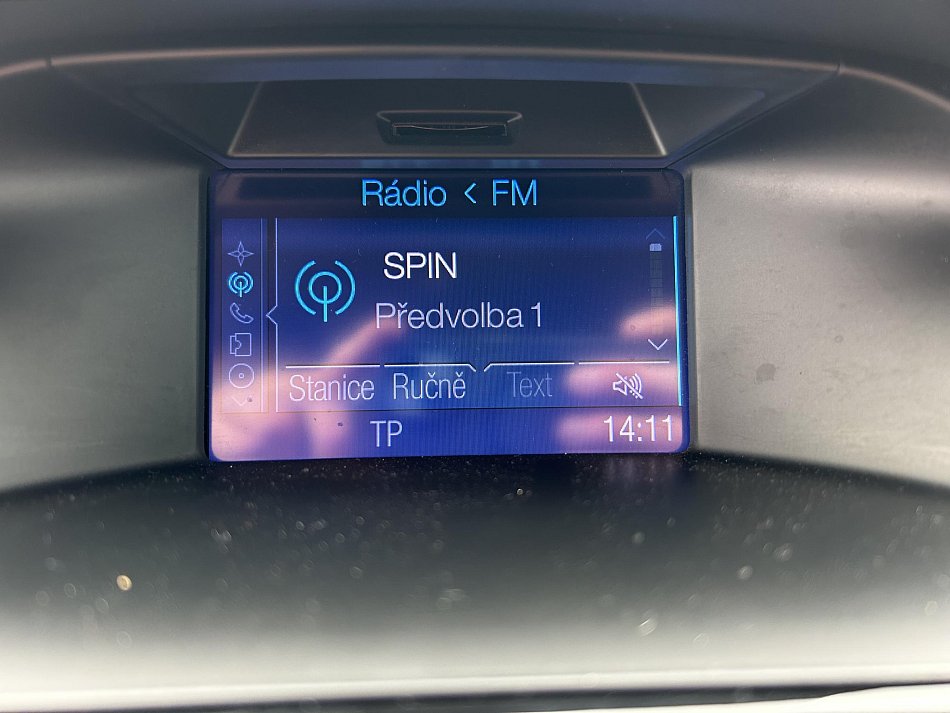 Rádio < FM
SPIN
Předvolba 1
Stanice Ručně Text
TP 14:11